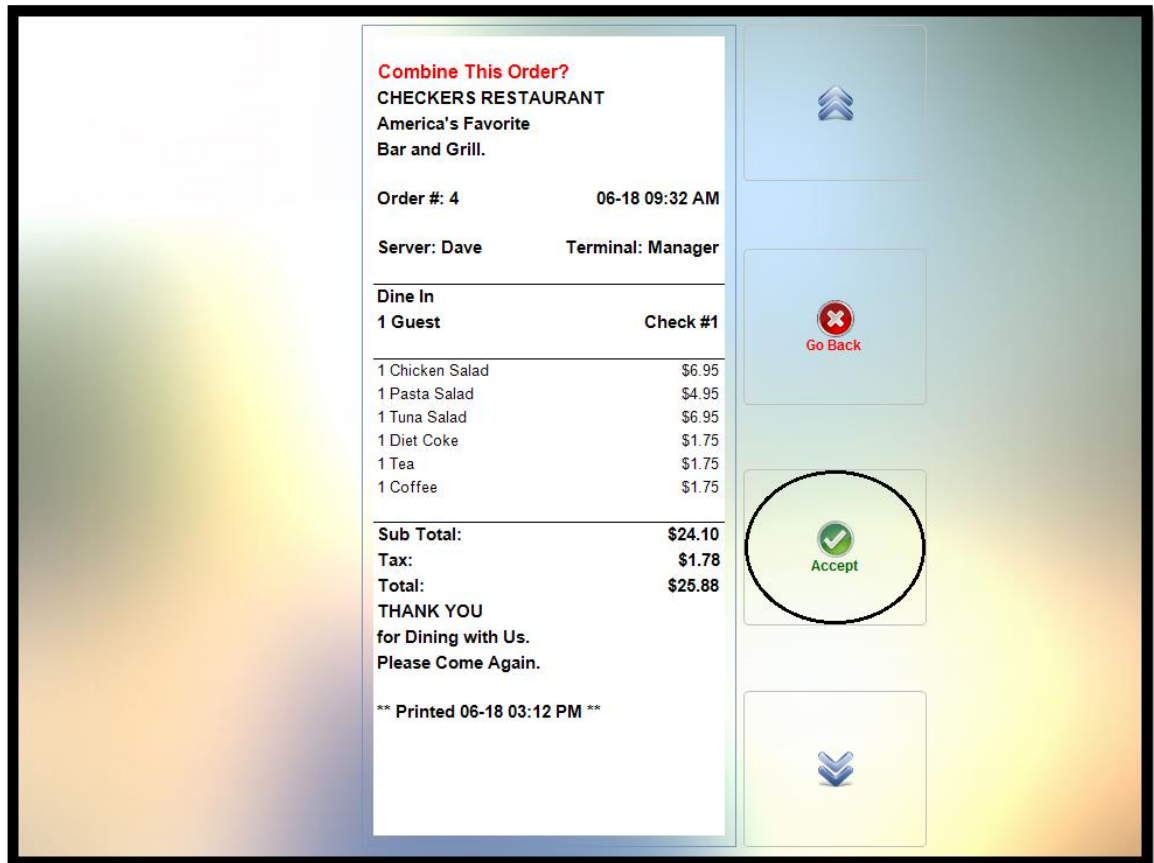 Combine This Order?
CHECKERS RESTAURANT
America's Favorite
Bar and Grill.
Order #: 4 06-18 09:32 AM
Server: Dave Terminal: Manager
Dine In
1 Guest Check #1
1 Chicken Salad $6.95
1 Pasta Salad $4.95
1 Tuna Salad $6.95
1 Diet Coke $1.75
1 Tea $1.75
1 Coffee $1.75
Sub Total: $24.10
Tax: $1.78
Total: $25.88
THANK YOU
for Dining with Us.
Please Come Again.
** Printed 06-18 03:12 PM **
Go Back
Accept